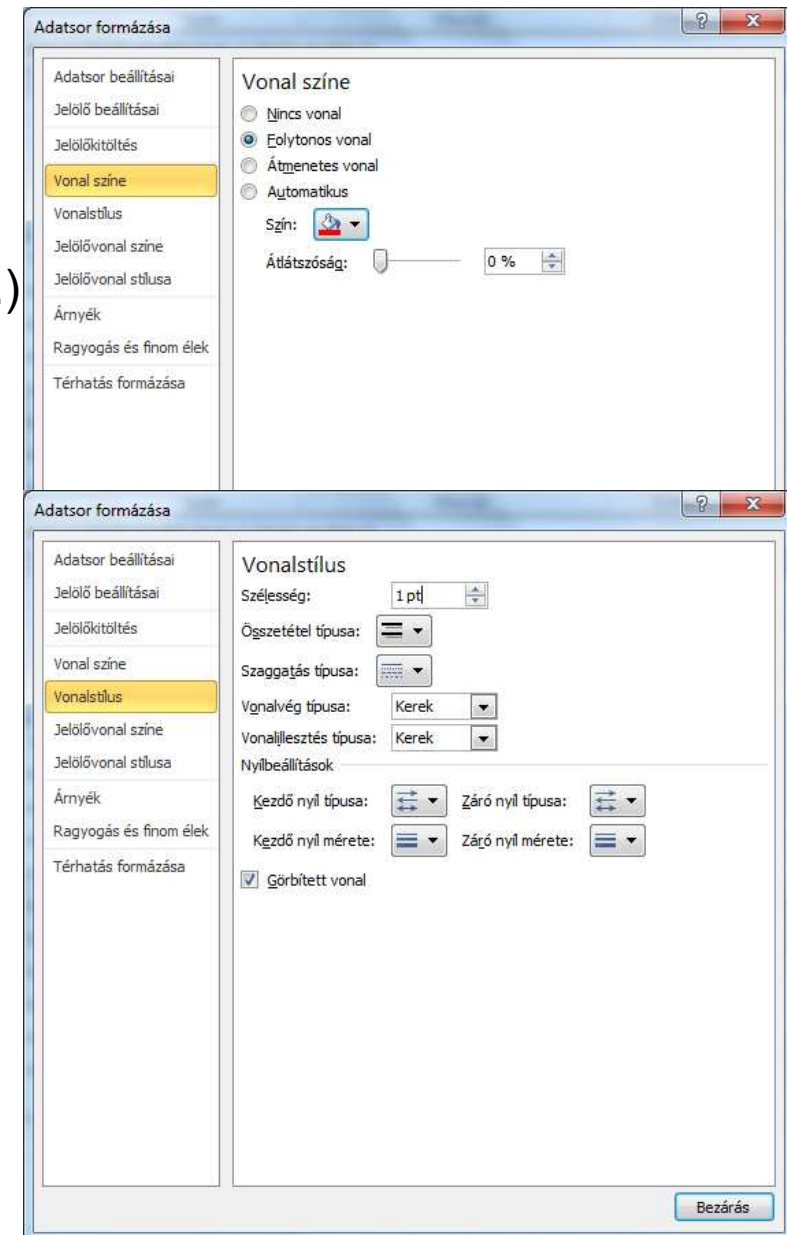 Adatsor formázása
Adatsor beállításai
Jelölő beállításai
Jelölőkitöltés
Vonal színe
Vonalstílus
Jelölővonal színe
Jelölővonal stílusa
Árnyék
Ragyogás és finom élek
Térhatás formázása
Vonal színe
Nincs vonal
Folytonos vonal
Átmenetes vonal
Automatikus
Szín:
Átlátszóság: 0 %
.)
Adatsor formázása
Adatsor beállításai
Jelölő beállításai
Jelölőkitöltés
Vonal színe
Vonalstílus
Jelölővonal színe
Jelölővonal stílusa
Árnyék
Ragyogás és finom élek
Térhatás formázása
Vonalstílus
Szélesség: 1 pt
Összetétel típusa:
Szaggatás típusa:
Vonalvég típusa: Kerek
Vonalillesztés típusa: Kerek
Nyílbeállítások
Kezdő nyíl típusa: Záró nyíl típusa:
Kezdő nyíl mérete: Záró nyíl mérete:
Görbített vonal
Bezárás